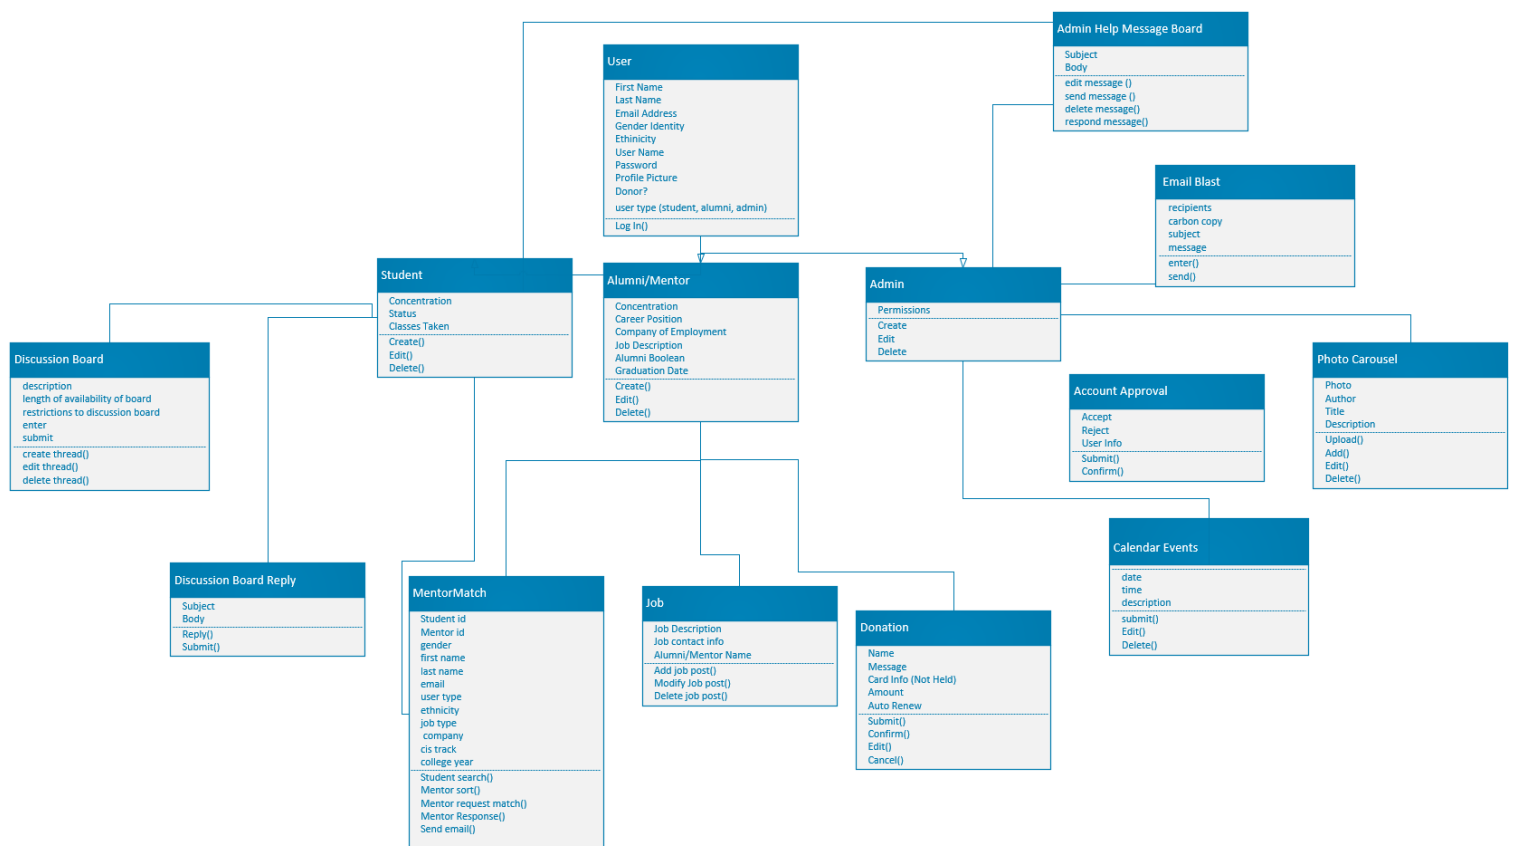 Admin Help Message Board
Subject
Body
edit message ()
send message ()
delete message()
respond message()
User
First Name
Last Name
Email Address
Gender Identity
Ethinicity
User Name
Password
Profile Picture
Donor?
user type (student, alumni, admin)
Log In()
Email Blast
recipients
carbon copy
subject
message
enter()
send()
Student
Concentration
Status
Classes Taken
Create()
Edit()
Delete()
Alumni/Mentor
Concentration
Career Position
Company of Employment
Job Description
Alumni Boolean
Graduation Date
Create()
Edit()
Delete()
Admin
Permissions
Create
Edit
Delete
Discussion Board
description
length of availability of board
restrictions to discussion board
enter
submit
create thread()
edit thread()
delete thread()
Photo Carousel
Photo
Author
Title
Description
Upload()
Add()
Edit()
Delete()
Account Approval
Accept
Reject
User Info
Submit()
Confirm()
Calendar Events
date
time
description
submit()
Edit()
Delete()
Discussion Board Reply
Subject
Body
Reply()
Submit()
MentorMatch
Student id
Mentor id
gender
first name
last name
email
user type
ethnicity
job type
company
cis track
college year
Student search()
Mentor sort()
Mentor request match()
Mentor Response()
Send email()
Job
Job Description
Job contact info
Alumni/Mentor Name
Add job post()
Modify Job post()
Delete job post()
Donation
Name
Message
Card Info (Not Held)
Amount
Auto Renew
Submit()
Confirm()
Edit()
Cancel()